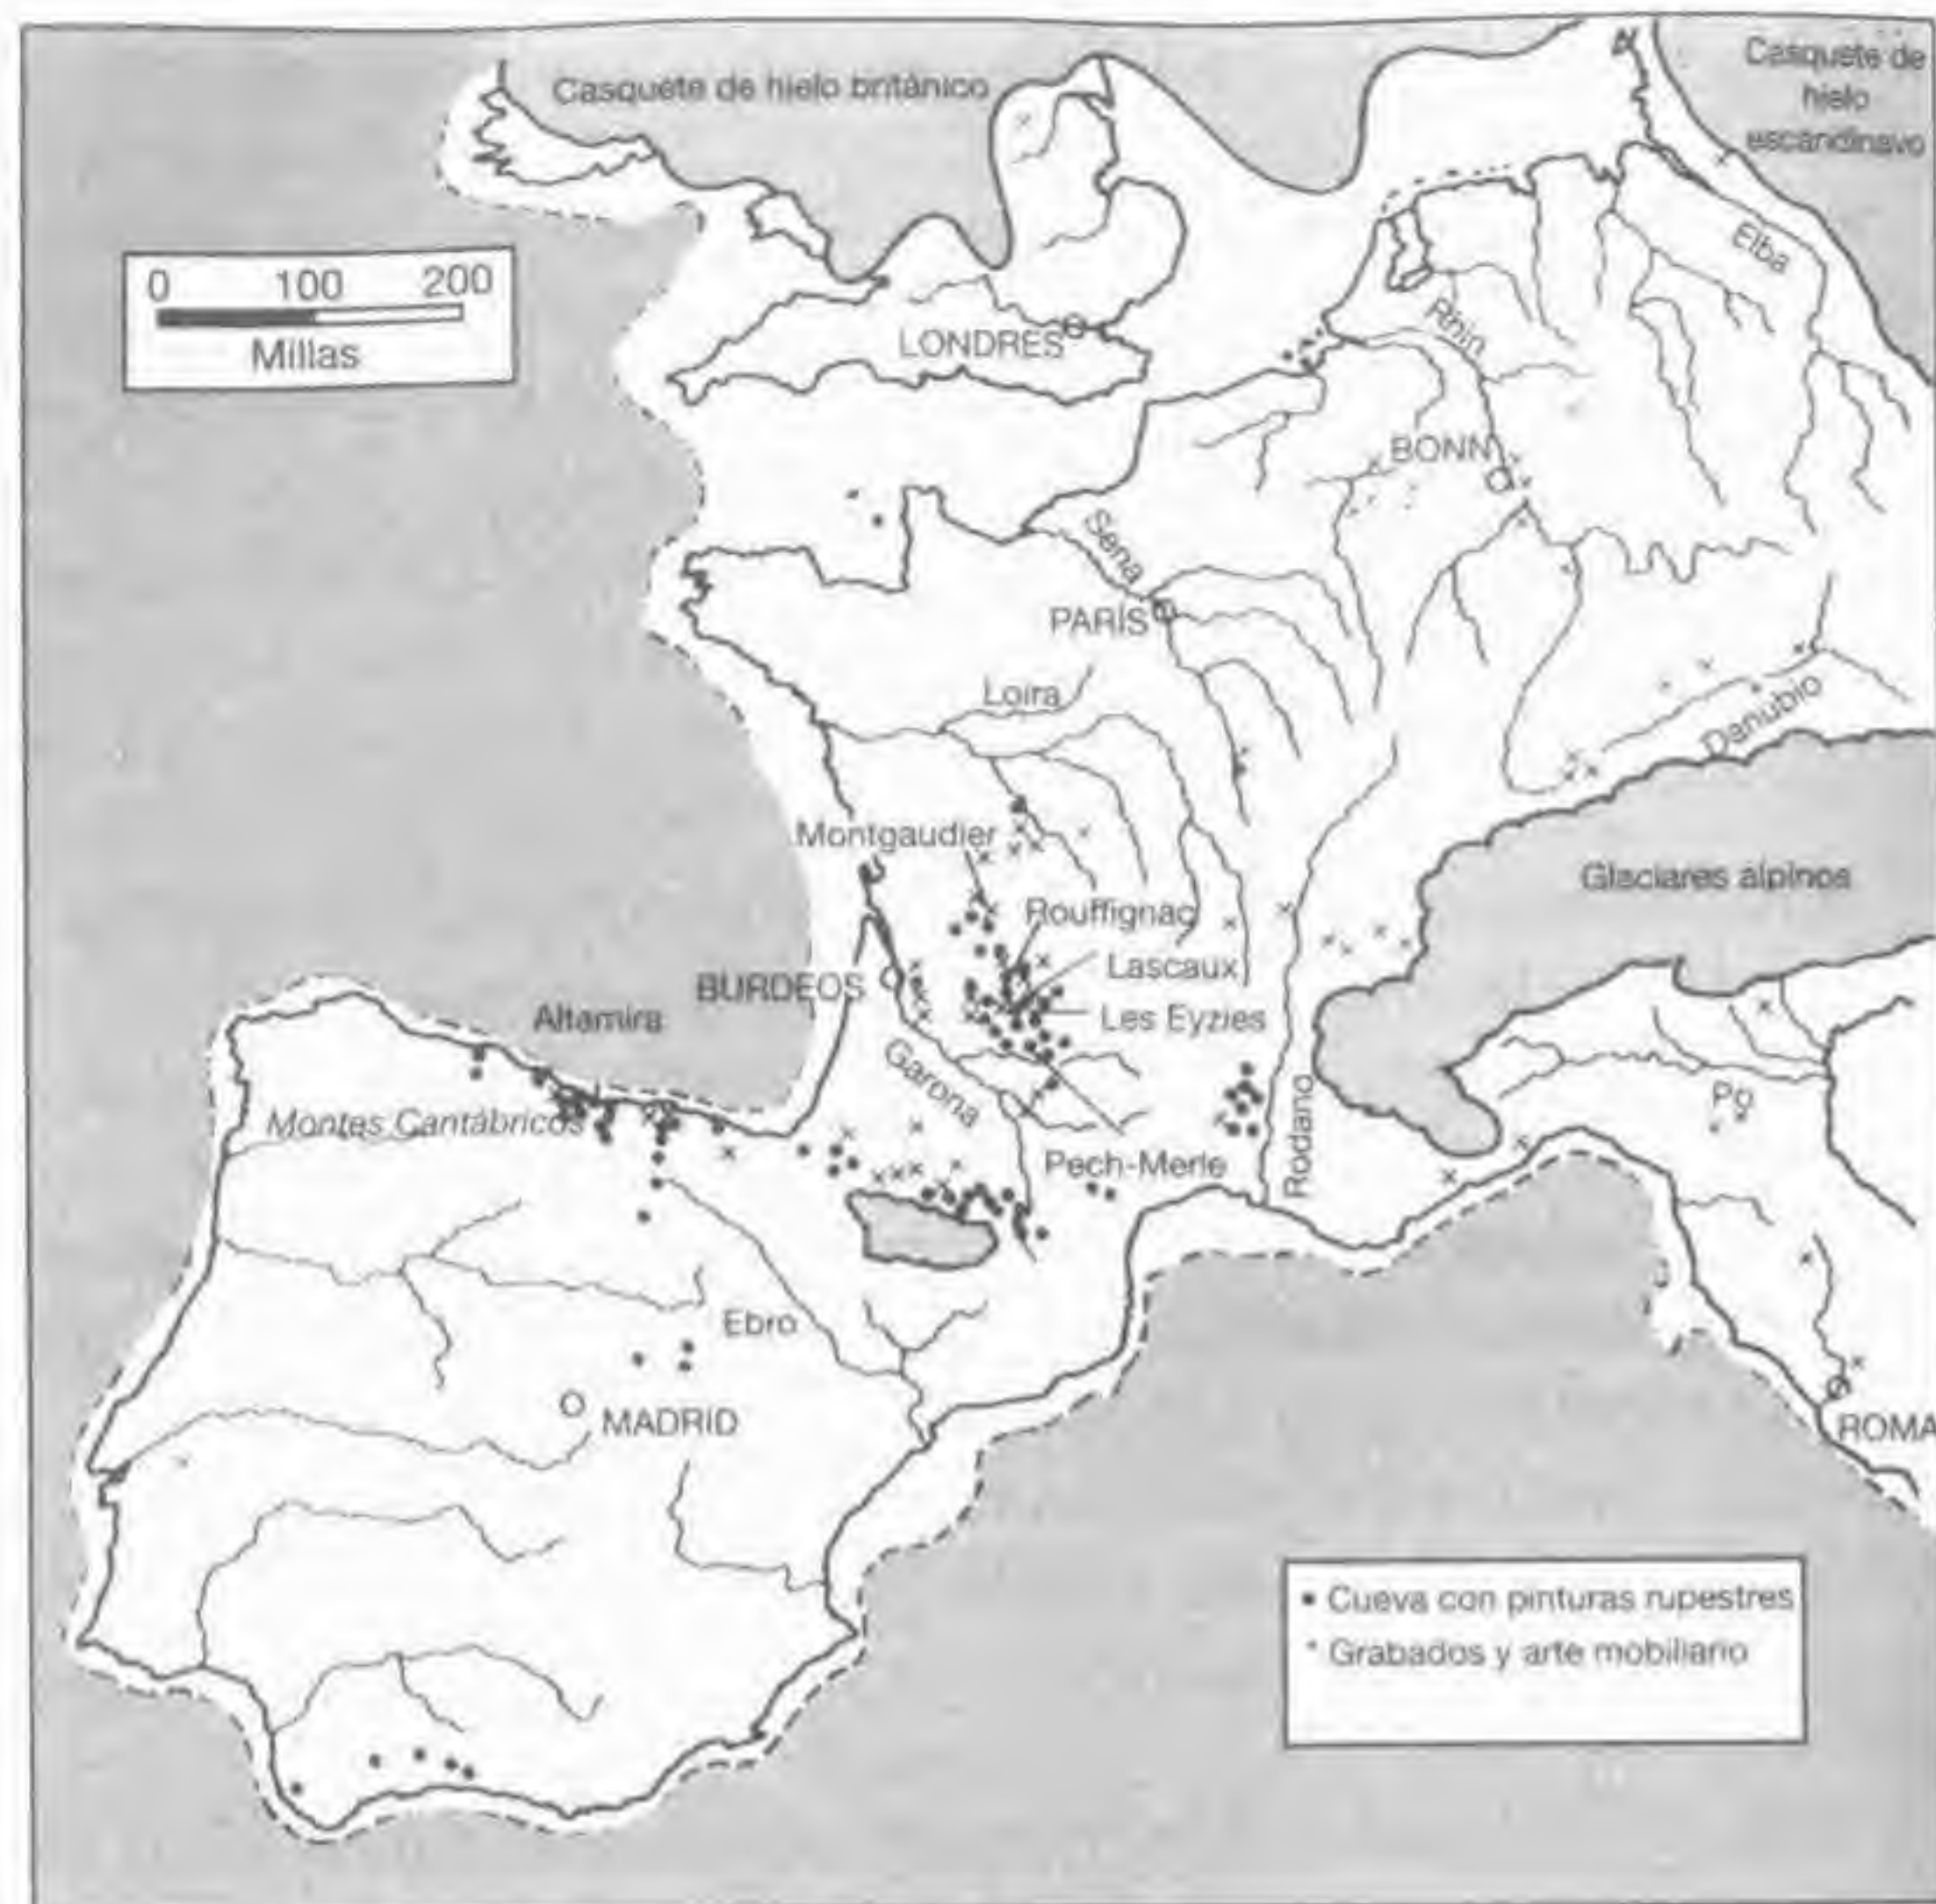 Casquete de hielo británico
Casquete de
hielo
escandinavo
0 100 200
Millas
Elba
Rhin
LONDRES
BONN
Sena
PARÍS
Loira
Danubio
Montgaudier
Glaciares alpinos
Rouffignac
Lascaux
BURDEOS
Altamira
Les Eyzies
Garona
Montes Cantábricos
Po
Rodano
Pech-Merle
Ebro
MADRID
ROMA
Cueva con pinturas rupestres
Grabados y arte mobiliario